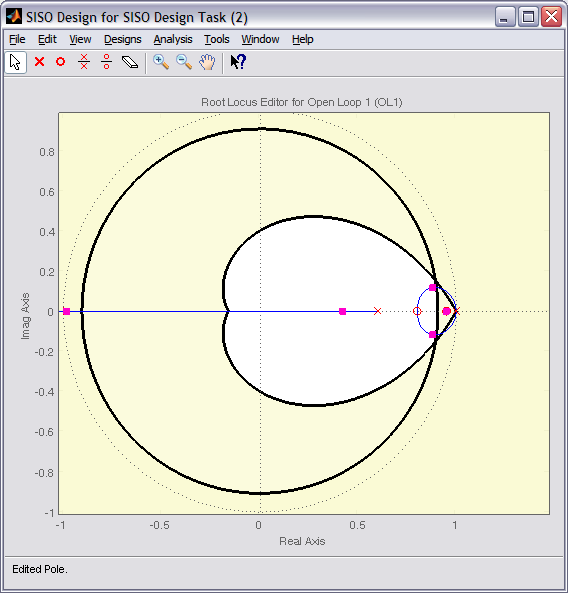 SISO Design for SISO Design Task (2)
File Edit View Designs Analysis Tools Window Help
Root Locus Editor for Open Loop 1 (OL1)
0.8
0.6
0.4
0.2
0
-0.2
-0.4
-0.6
-0.8
-1
Imag Axis
-1 -0.5 0 0.5 1
Real Axis
Edited Pole.